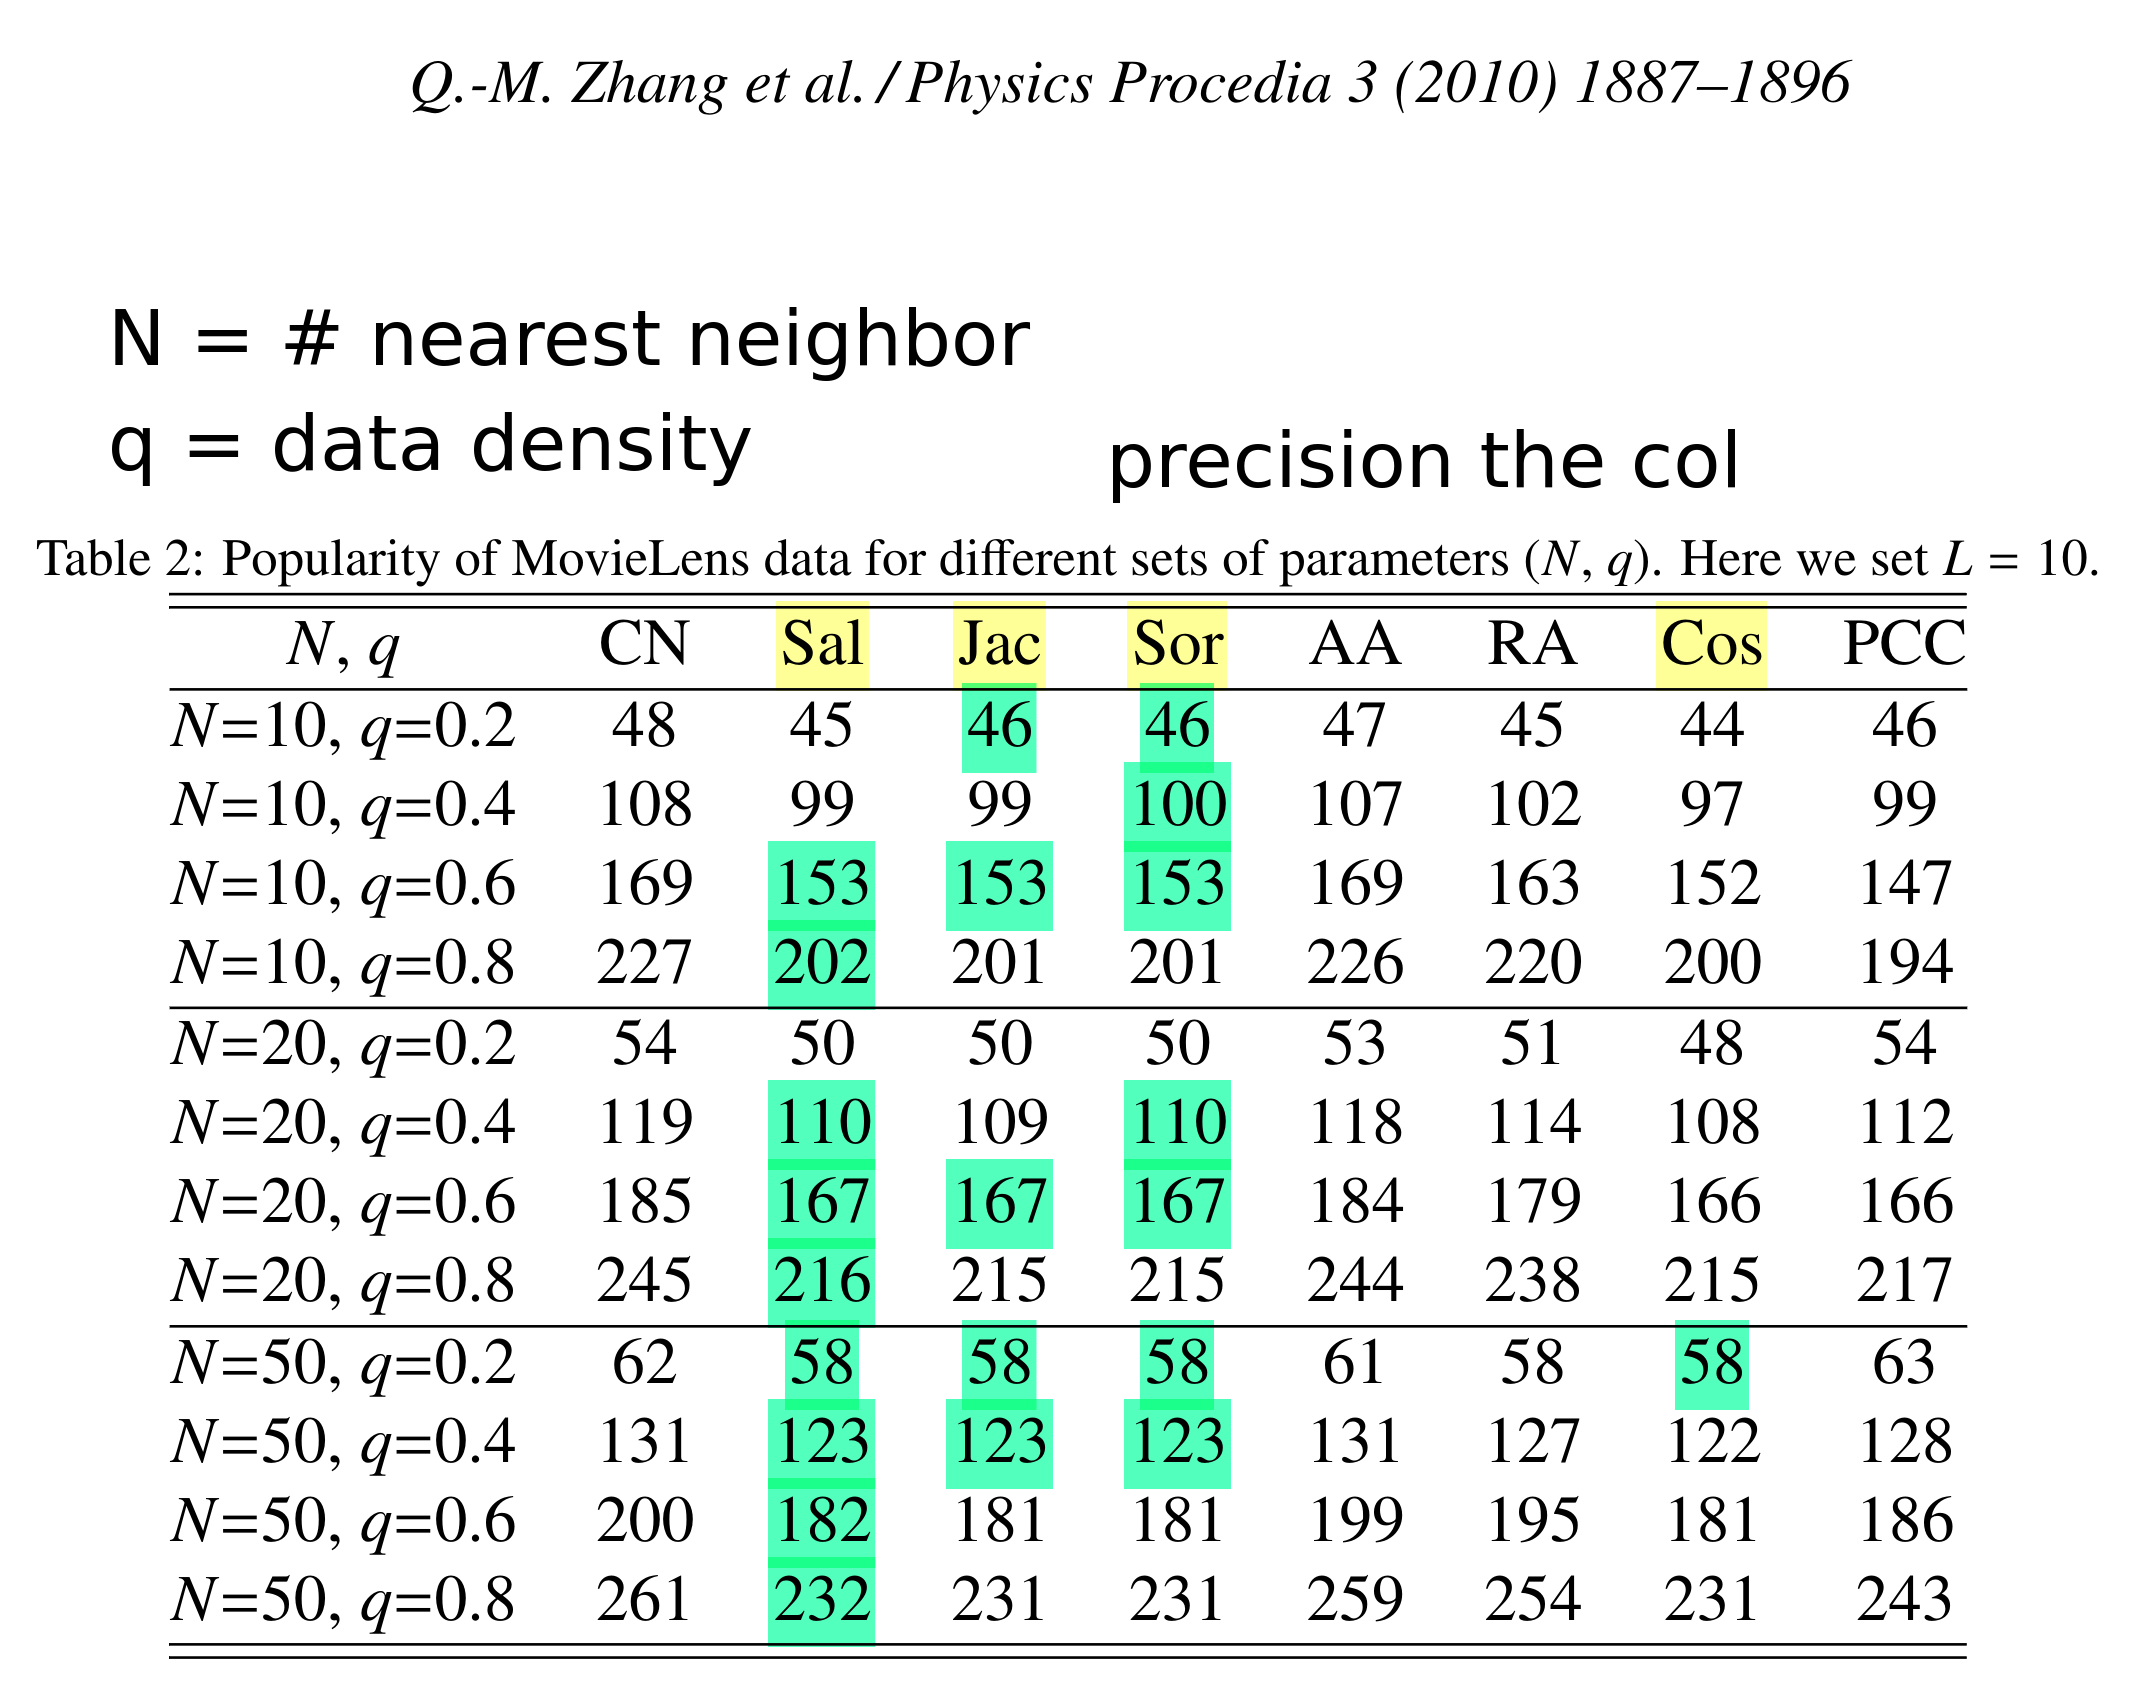 Q.-M. Zhang et al. / Physics Procedia 3 (2010) 1887–1896
N = # nearest neighbor
q = data density
precision the col
Table 2: Popularity of MovieLens data for different sets of parameters (N, q). Here we set L = 10.
N, q CN Sal Jac Sor AA RA Cos PCC
N=10, q=0.2 48 45 46 46 47 45 44 46
N=10, q=0.4 108 99 99 100 107 102 97 99
N=10, q=0.6 169 153 153 153 169 163 152 147
N=10, q=0.8 227 202 201 201 226 220 200 194
N=20, q=0.2 54 50 50 50 53 51 48 54
N=20, q=0.4 119 110 109 110 118 114 108 112
N=20, q=0.6 185 167 167 167 184 179 166 166
N=20, q=0.8 245 216 215 215 244 238 215 217
N=50, q=0.2 62 58 58 58 61 58 58 63
N=50, q=0.4 131 123 123 123 131 127 122 128
N=50, q=0.6 200 182 181 181 199 195 181 186
N=50, q=0.8 261 232 231 231 259 254 231 243